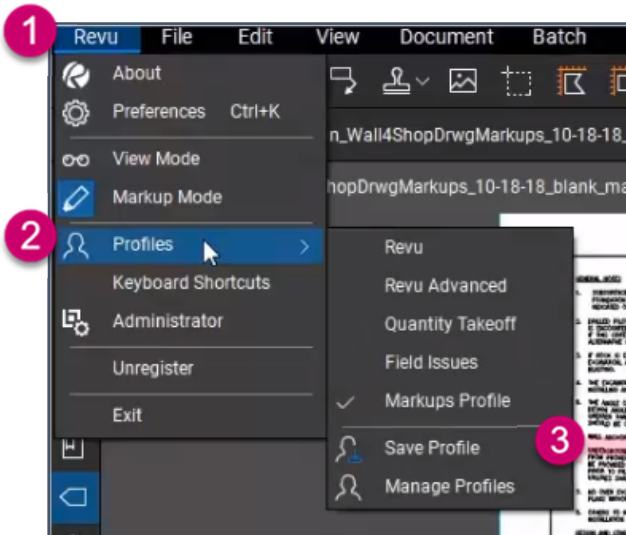 1
Revu File Edit View Document Batch
About
Preferences Ctrl+K
n_Wall4ShopDrwgMarkups_10-18-18_
View Mode
hopDrwgMarkups_10-18-18_blank_ma
Markup Mode
2
Profiles
Keyboard Shortcuts
Administrator
Unregister
Exit
Revu
Revu Advanced
Quantity Takeoff
Field Issues
Markups Profile
Save Profile
3
Manage Profiles
GENERAL NOTES